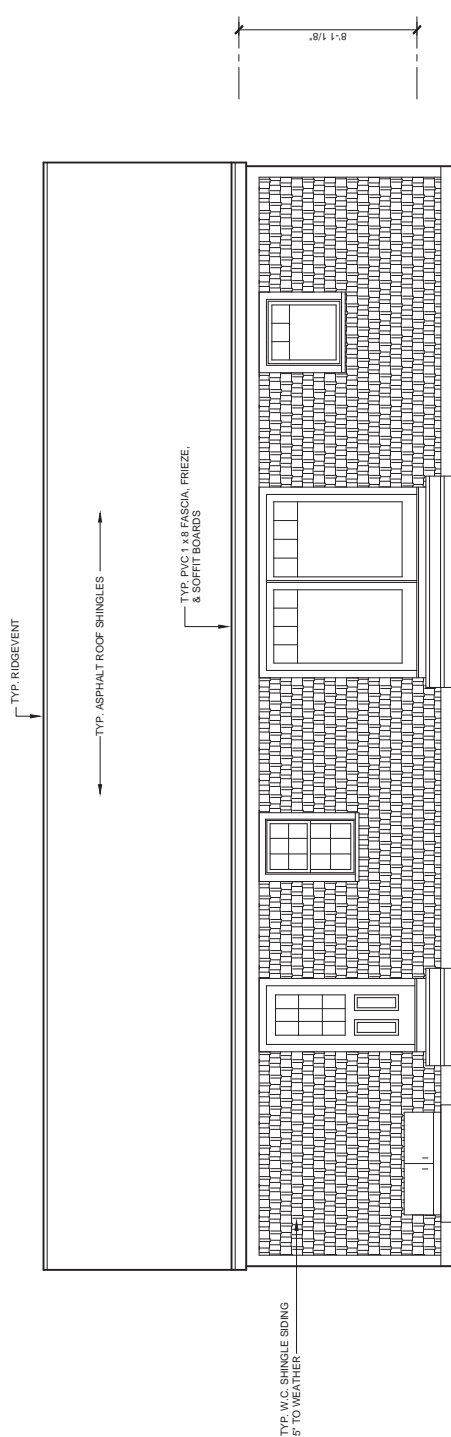 TYP. RIDGEVENT
TYP. ASPHALT ROOF SHINGLES
TYP. PVC 1 x 8 FASCIA, FRIEZE,
& SOFFIT BOARDS
TYP. W.C. SHINGLE SIDING
5" TO WEATHER
8'-1 1/8"